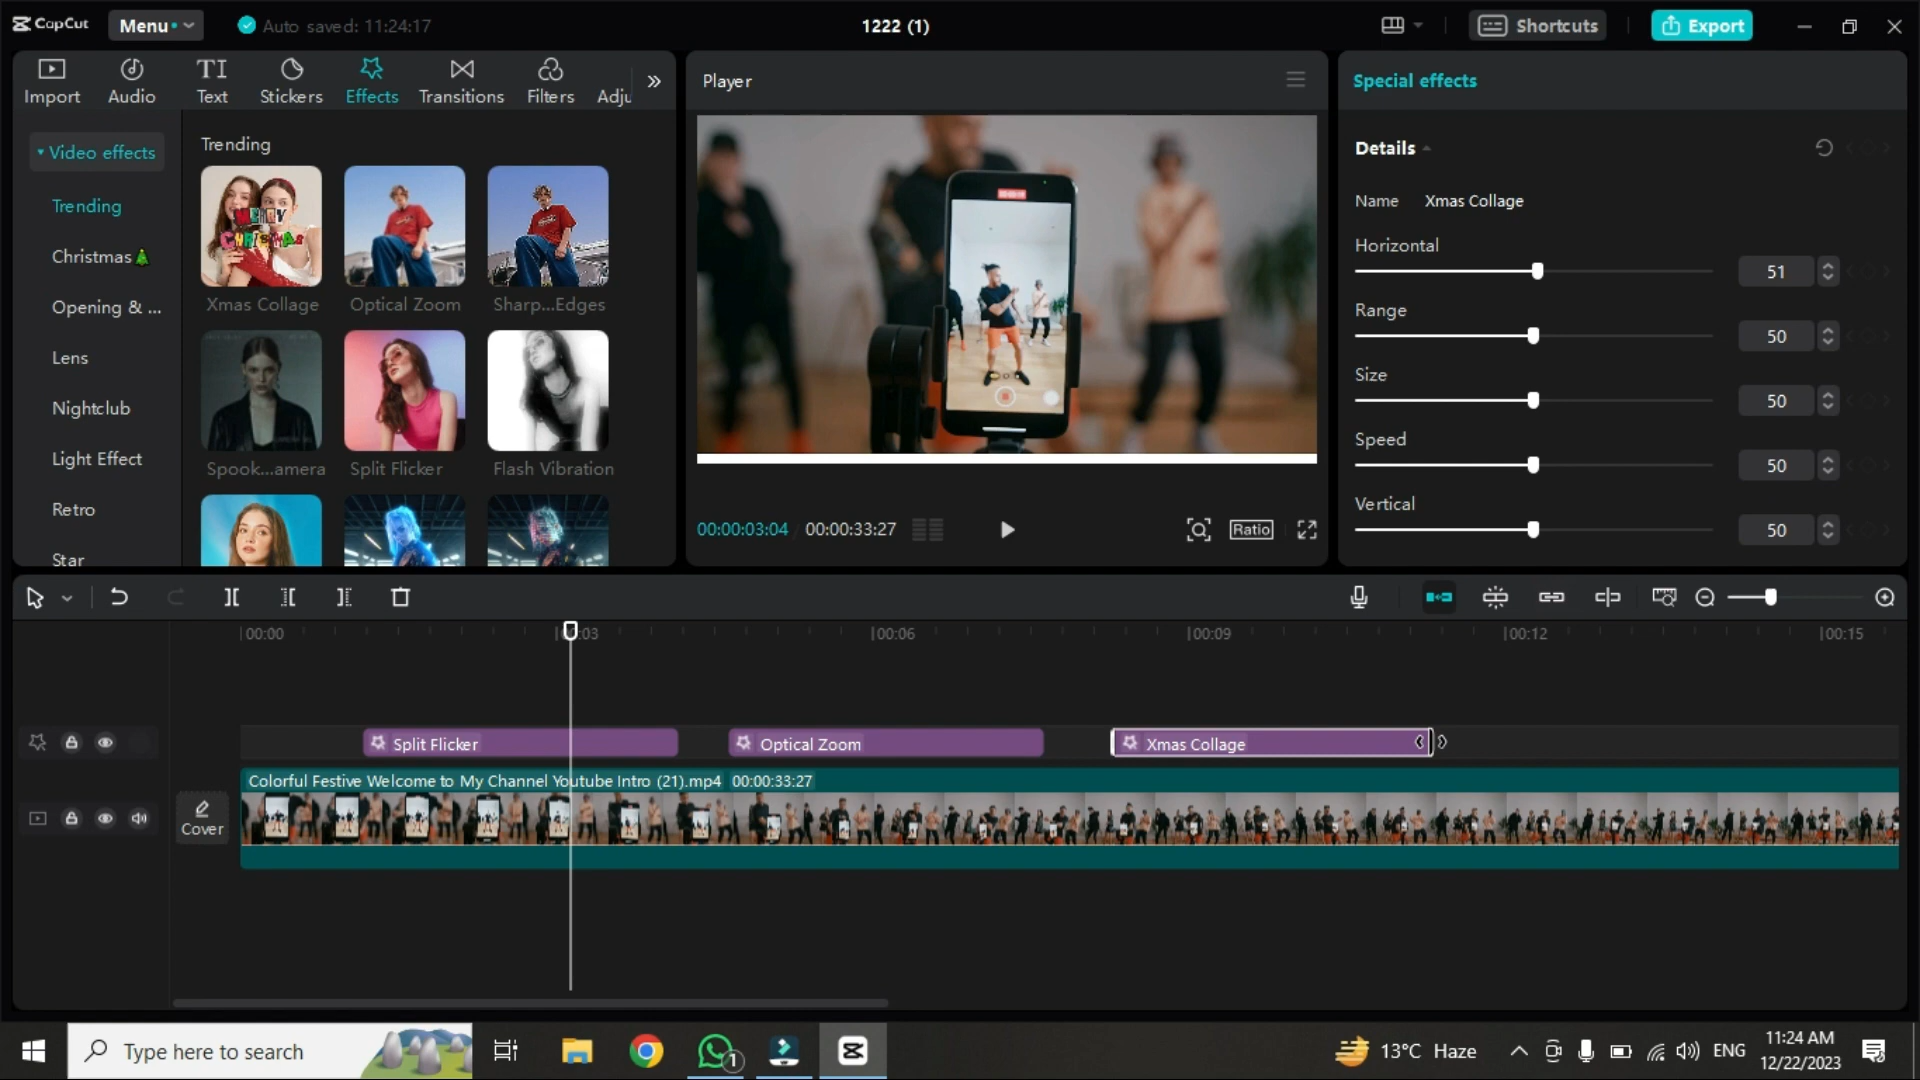 CapCut
Menu
Auto saved: 11:24:17
1222 (1)
Shortcuts
Export
Import
Audio
TI
Text
Stickers
Effects
Transitions
Filters
Adju
Player
Special effects
Video effects
Trending
Christmas
Opening & ...
Lens
Nightclub
Light Effect
Retro
Star
Trending
MERRY
CHRISTMAS
Xmas Collage
Optical Zoom
Sharp...Edges
Spook...amera
Split Flicker
Flash Vibration
00:00:03:04
00:00:33:27
Ratio
Details
Name
Xmas Collage
Horizontal
51
Range
50
Size
50
Speed
50
Vertical
50
00:00
:03
00:06
00:09
00:12
00:15
Split Flicker
Optical Zoom
Xmas Collage
Cover
Colorful Festive Welcome to My Channel Youtube Intro (21).mp4 00:00:33:27
Type here to search
1
13°C Haze
ENG
11:24 AM
12/22/2023